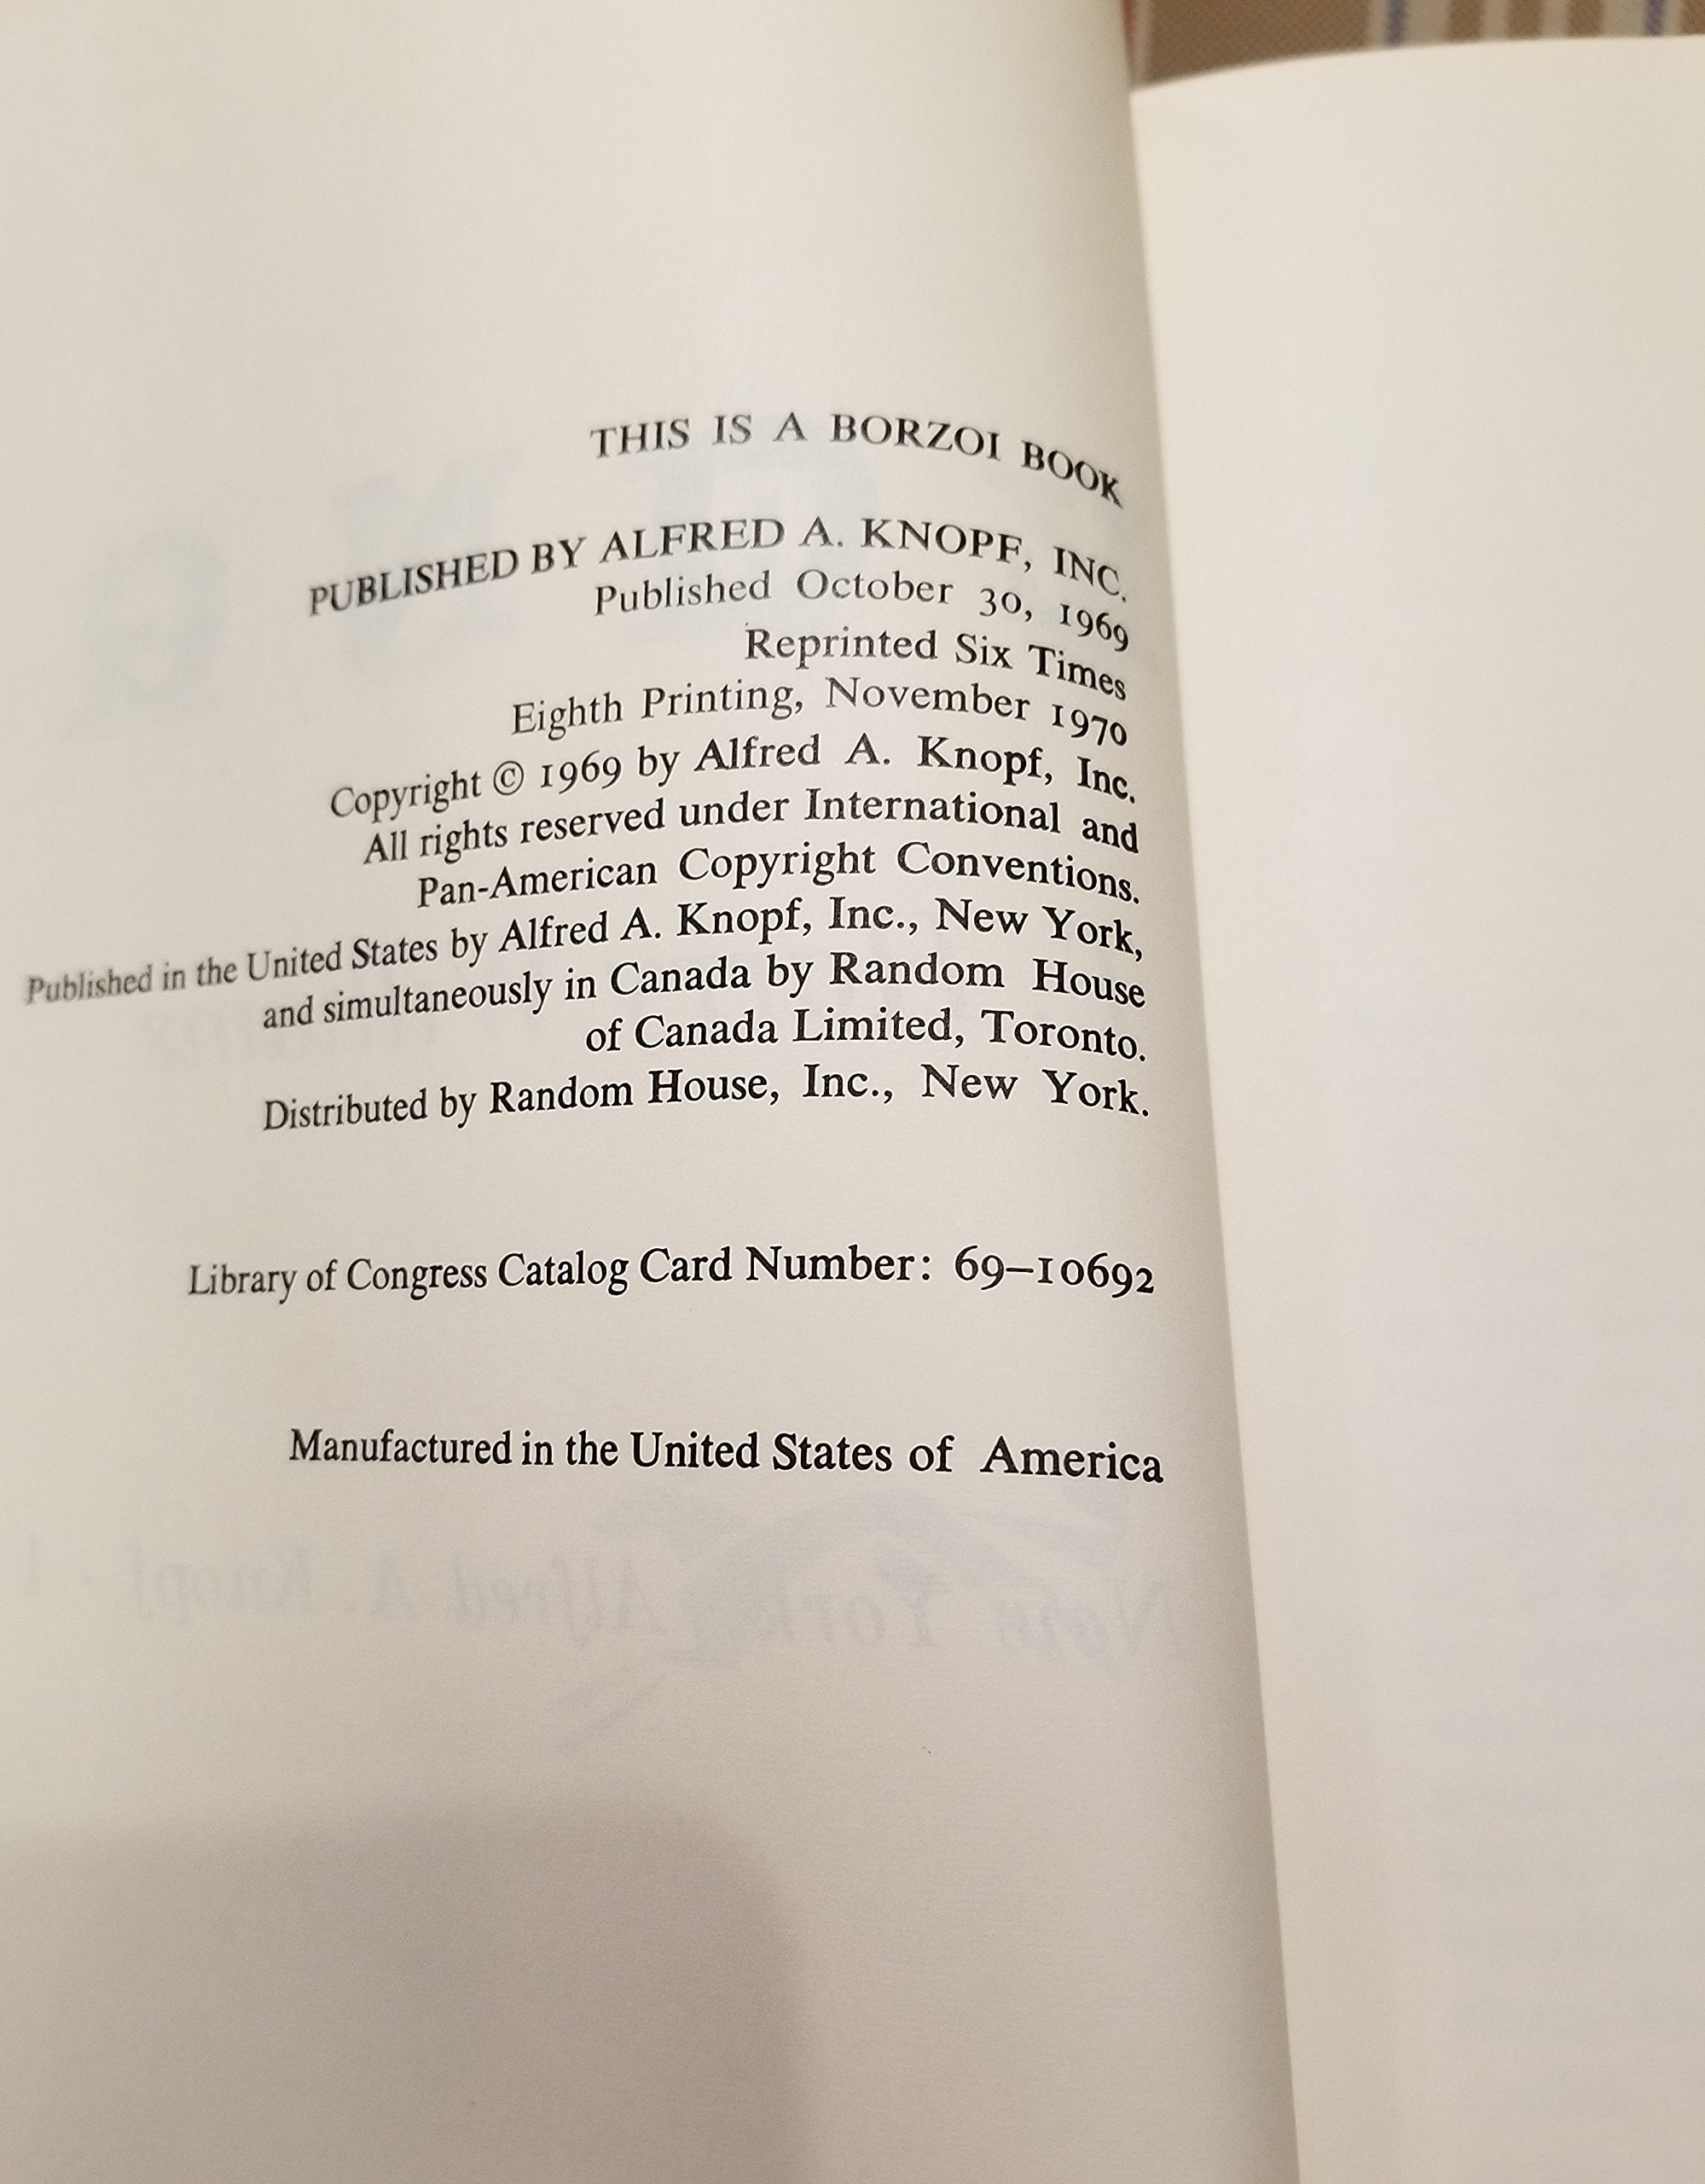 THIS IS A BORZOI BOOK
PUBLISHED BY ALFRED A. KNOPF, INC.
Published October 30, 1969
Reprinted Six Times
Eighth Printing, November 1970
Copyright © 1969 by Alfred A. Knopf, Inc.
All rights reserved under International and
Pan-American Copyright Conventions.
Published in the United States by Alfred A. Knopf, Inc., New York,
and simultaneously in Canada by Random House
of Canada Limited, Toronto.
Distributed by Random House, Inc., New York.
Library of Congress Catalog Card Number: 69–10692
Manufactured in the United States of America
New York Alfred A. Knopf